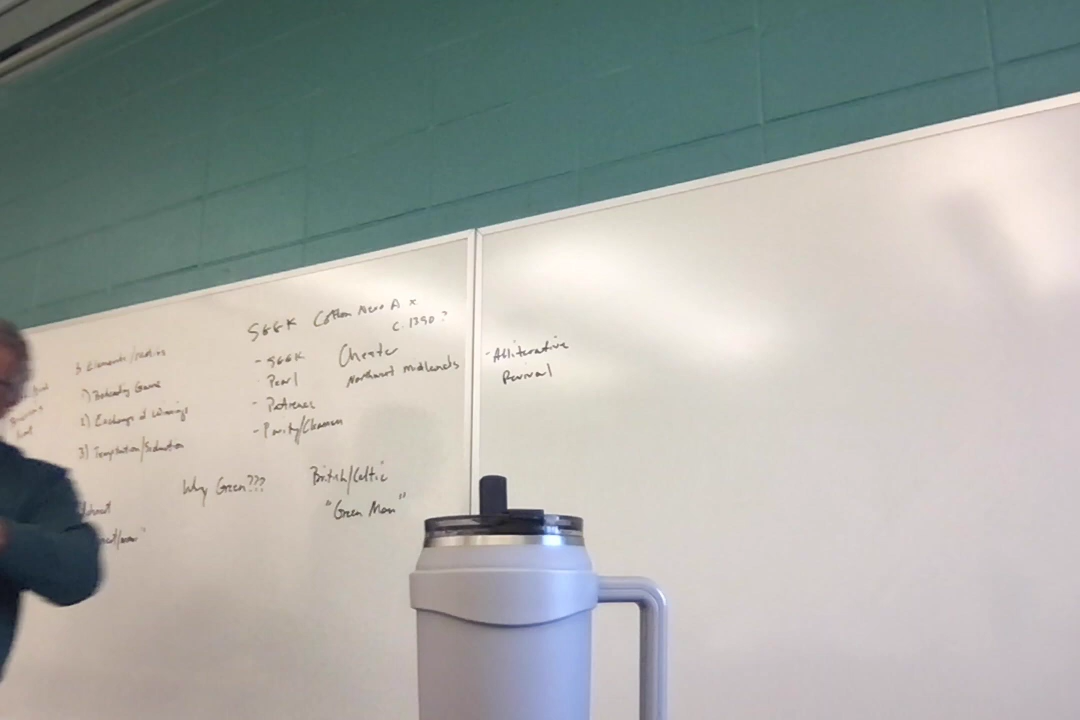 SGGK Cotton Nero A x
c. 1390?
- SGGK Chester
Pearl Northwest midlands
- Patience
- Purity/Cleanness
- Alliterative
Revival
3 Elements/
1) Beheading Game
2) Exchange of Winnings
3) Temptation/Seduction
Why Green??? British/Celtic
"Green Man"